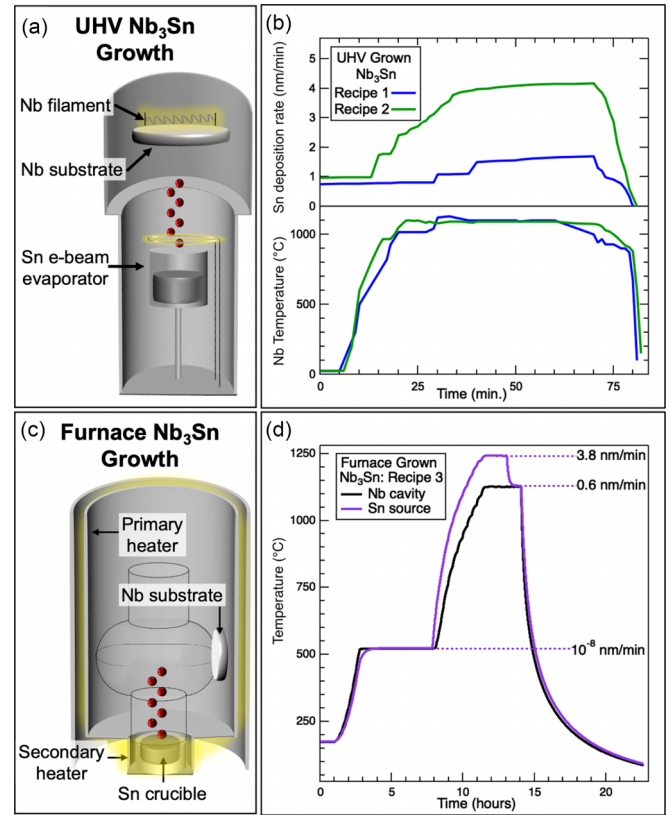 (a)
UHV Nb₃Sn
Growth
Nb filament
Nb substrate
Sn e-beam
evaporator
(b)
Sn deposition rate (nm/min)
5
4
3
2
1
0
UHV Grown
Nb₃Sn
Recipe 1
Recipe 2
Nb Temperature (°C)
1000
500
0
0
25
50
75
Time (min.)
(c)
Furnace Nb₃Sn
Growth
Primary
heater
Nb substrate
Secondary
heater
Sn crucible
(d)
Temperature (°C)
1250
1000
750
500
250
Furnace Grown
Nb₃Sn: Recipe 3
Nb cavity
Sn source
3.8 nm/min
0.6 nm/min
10⁻⁸ nm/min
0
5
10
15
20
Time (hours)